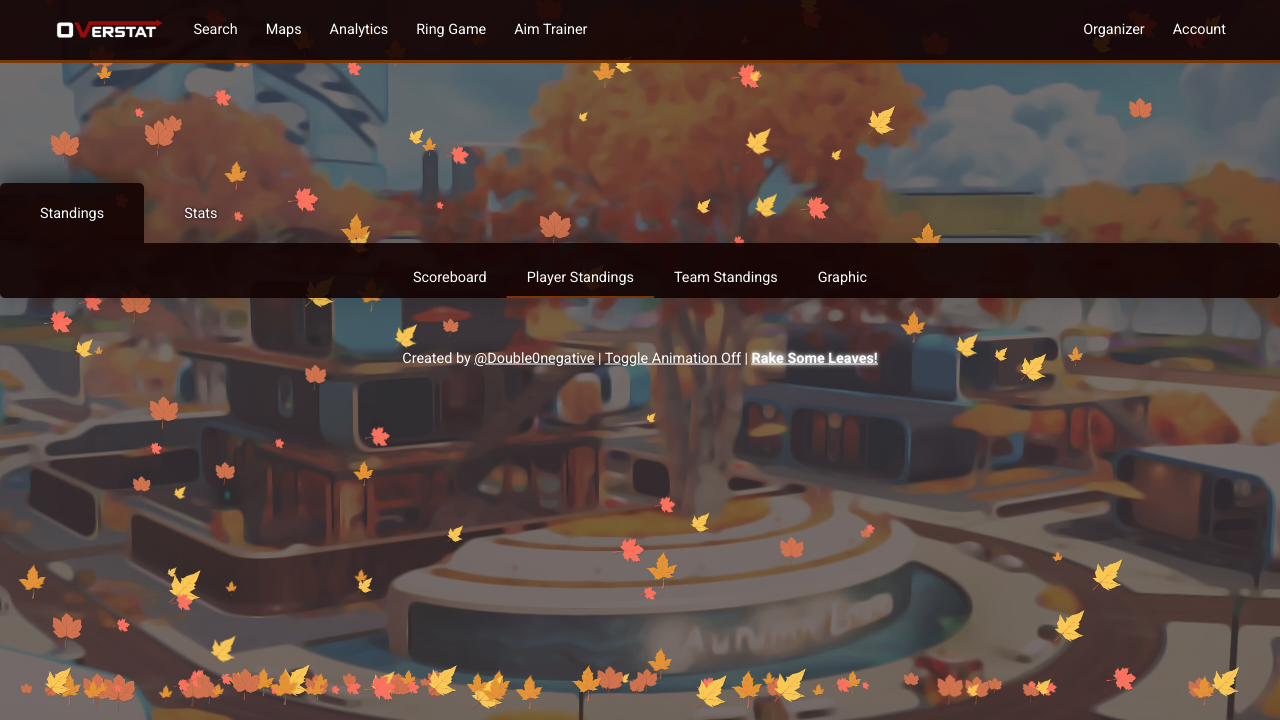 OVERSTAT Search Maps Analytics Ring Game Aim Trainer Organizer Account
Standings Stats
Scoreboard Player Standings Team Standings Graphic
Created by @Double0negative | Toggle Animation Off | Rake Some Leaves!